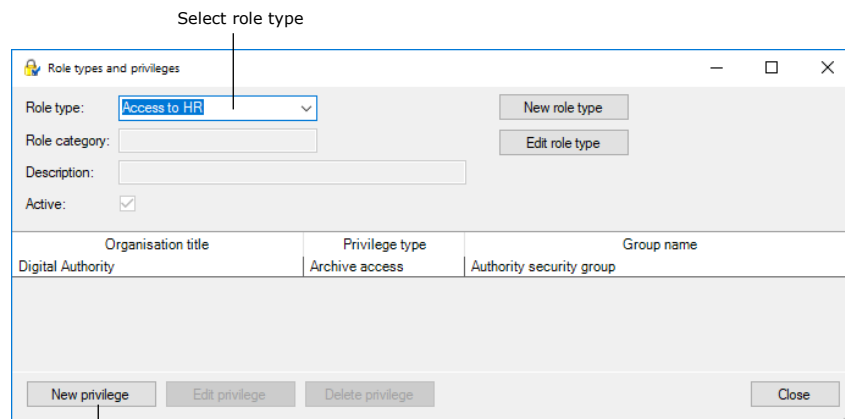 Select role type
Role types and privileges
Role type: Access to HR New role type
Role category: Edit role type
Description:
Active:
Organisation title Privilege type Group name
Digital Authority Archive access Authority security group
New privilege Edit privilege Delete privilege Close